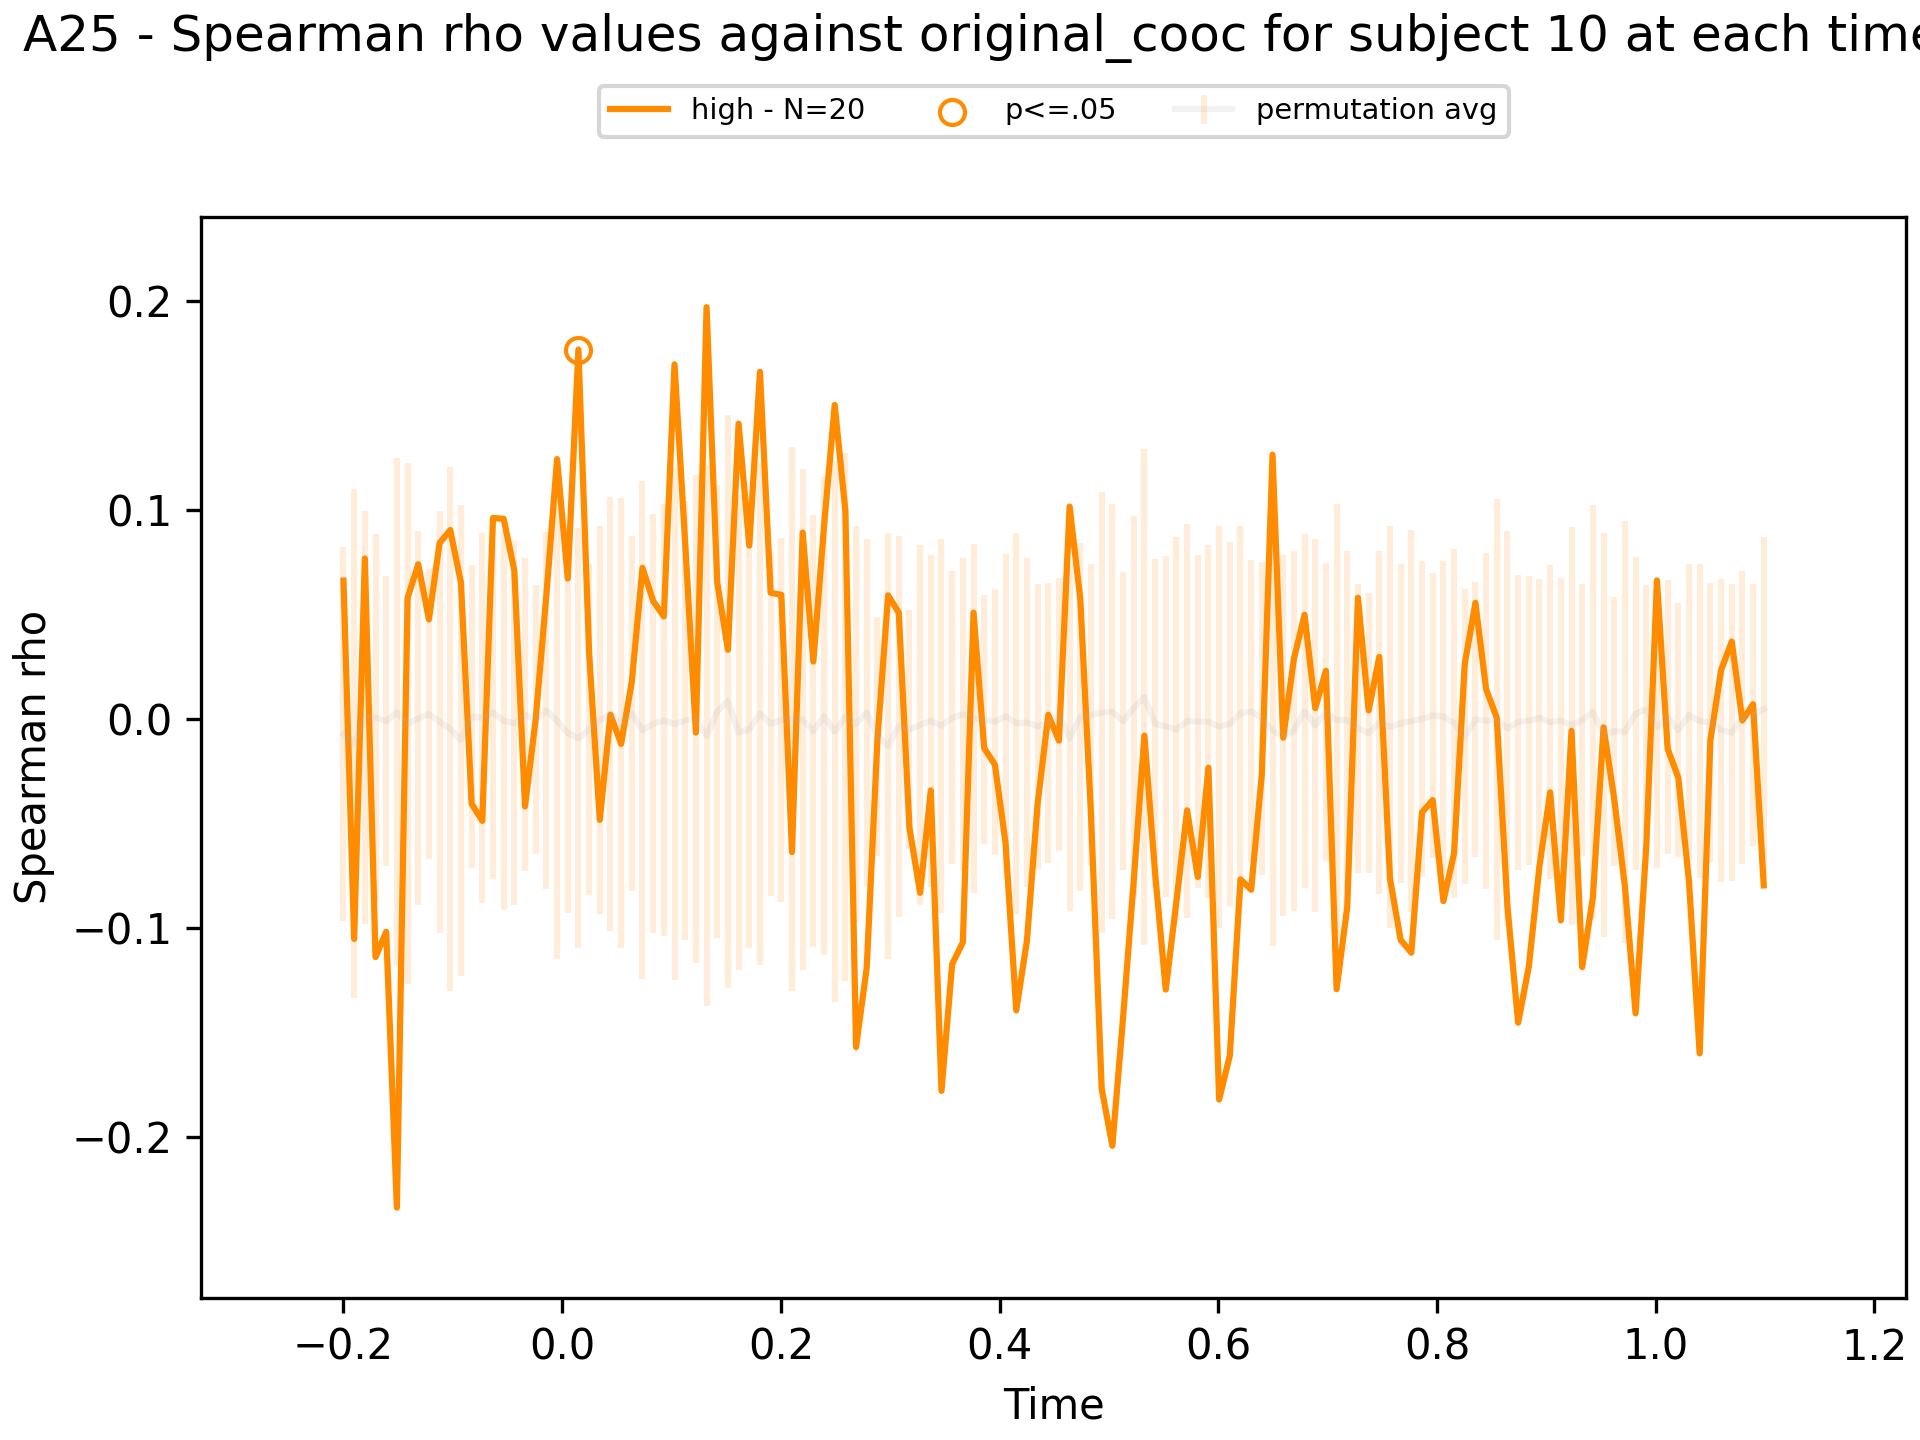 A25 - Spearman rho values against original_cooc for subject 10 at each time
high - N=20 p<=.05 permutation avg
0.2
0.1
0.0
−0.1
−0.2
Spearman rho
−0.2 0.0 0.2 0.4 0.6 0.8 1.0 1.2
Time